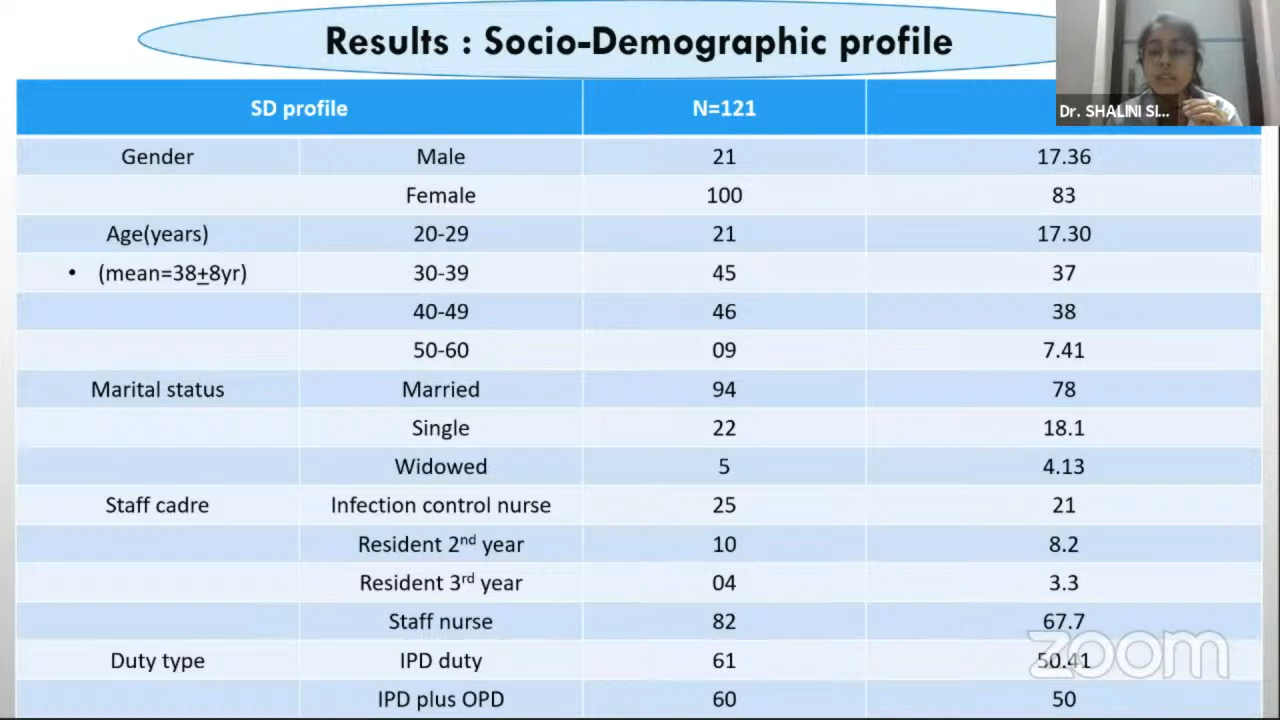 Results : Socio-Demographic profile
Dr. SHALINI SI...
SD profile N=121
Gender Male 21 17.36
Female 100 83
Age(years) 20-29 21 17.30
• (mean=38+8yr) 30-39 45 37
40-49 46 38
50-60 09 7.41
Marital status Married 94 78
Single 22 18.1
Widowed 5 4.13
Staff cadre Infection control nurse 25 21
Resident 2nd year 10 8.2
Resident 3rd year 04 3.3
Staff nurse 82 67.7
Duty type IPD duty 61 50.41
IPD plus OPD 60 50
zoom